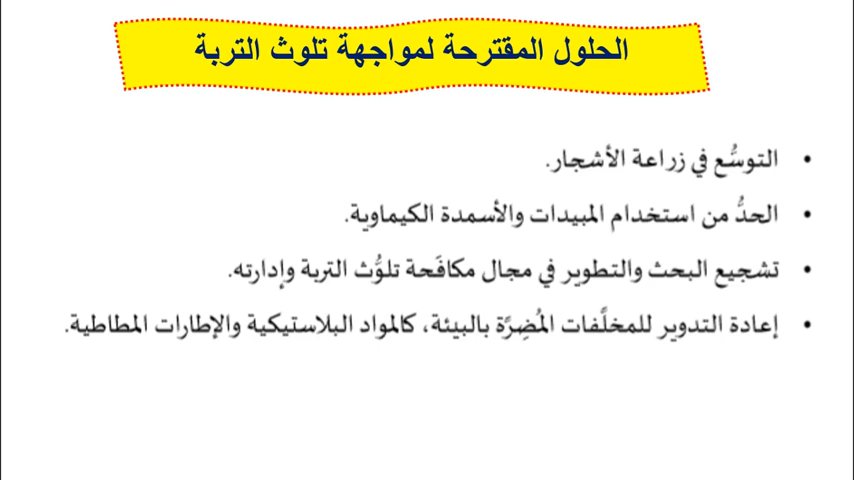 الحلول المقترحة لمواجهة تلوث التربة
• التوسُّع في زراعة الأشجار.
• الحدُّ من استخدام المبيدات والأسمدة الكيماوية.
• تشجيع البحث والتطوير في مجال مكافَحة تلوُّث التربة وإدارته.
• إعادة التدوير للمخلَّفات المُضِرَّة بالبيئة، كالمواد البلاستيكية والإطارات المطاطية.